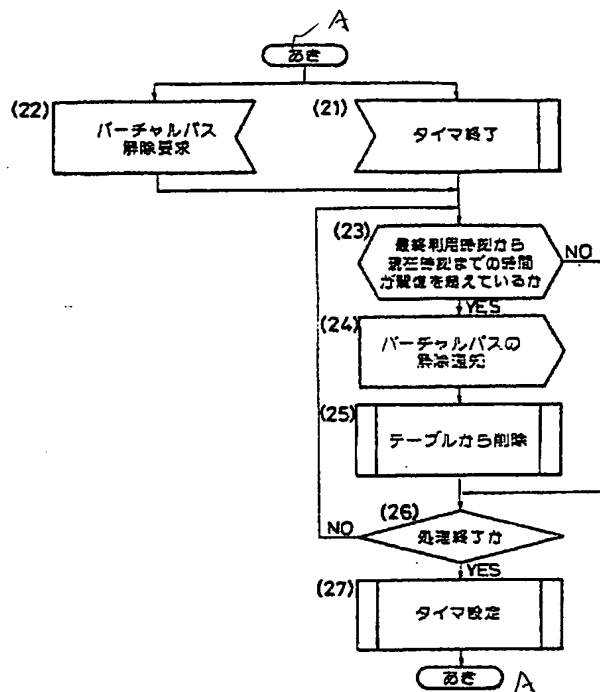 A
あき
(22)
バーチャルパス
解除要求
(21)
タイマ終了
(23)
最終利用時刻から
現在時刻までの時間
が閾値を超えているか
NO
YES
(24)
バーチャルパスの
解除通知
(25)
テーブルから削除
(26)
処理終了か
NO
YES
(27)
タイマ設定
あき
A